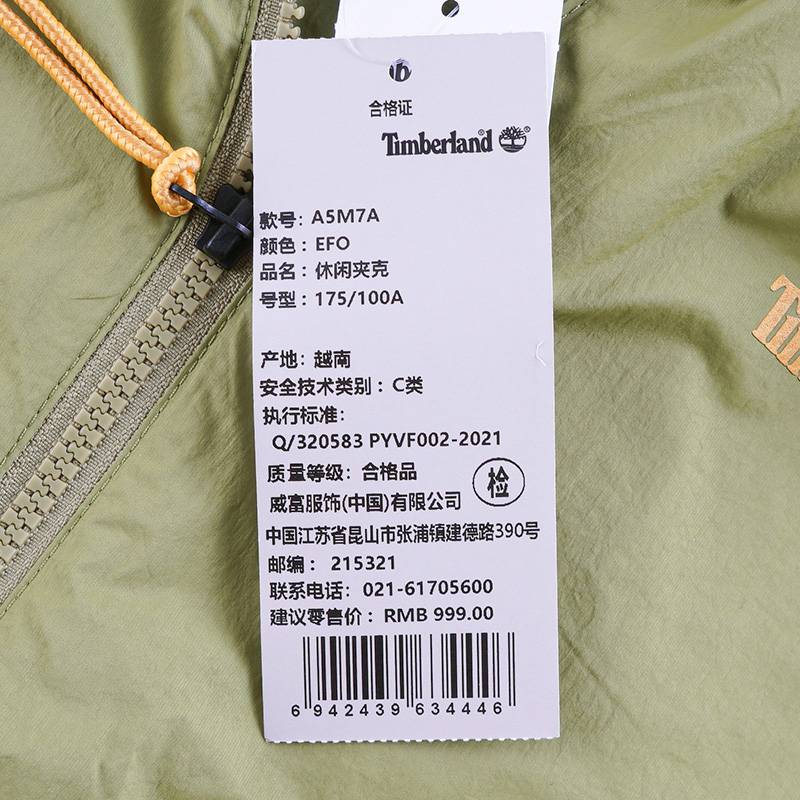 合格证
Timberland®
款号: A5M7A
颜色: EFO
品名: 休闲夹克
号型: 175/100A
产地: 越南
安全技术类别: C类
执行标准:
Q/320583 PYVF002-2021
质量等级: 合格品
检
威富服饰(中国)有限公司
中国江苏省昆山市张浦镇建德路390号
邮编: 215321
联系电话: 021-61705600
建议零售价: RMB 999.00
6 942439 634446